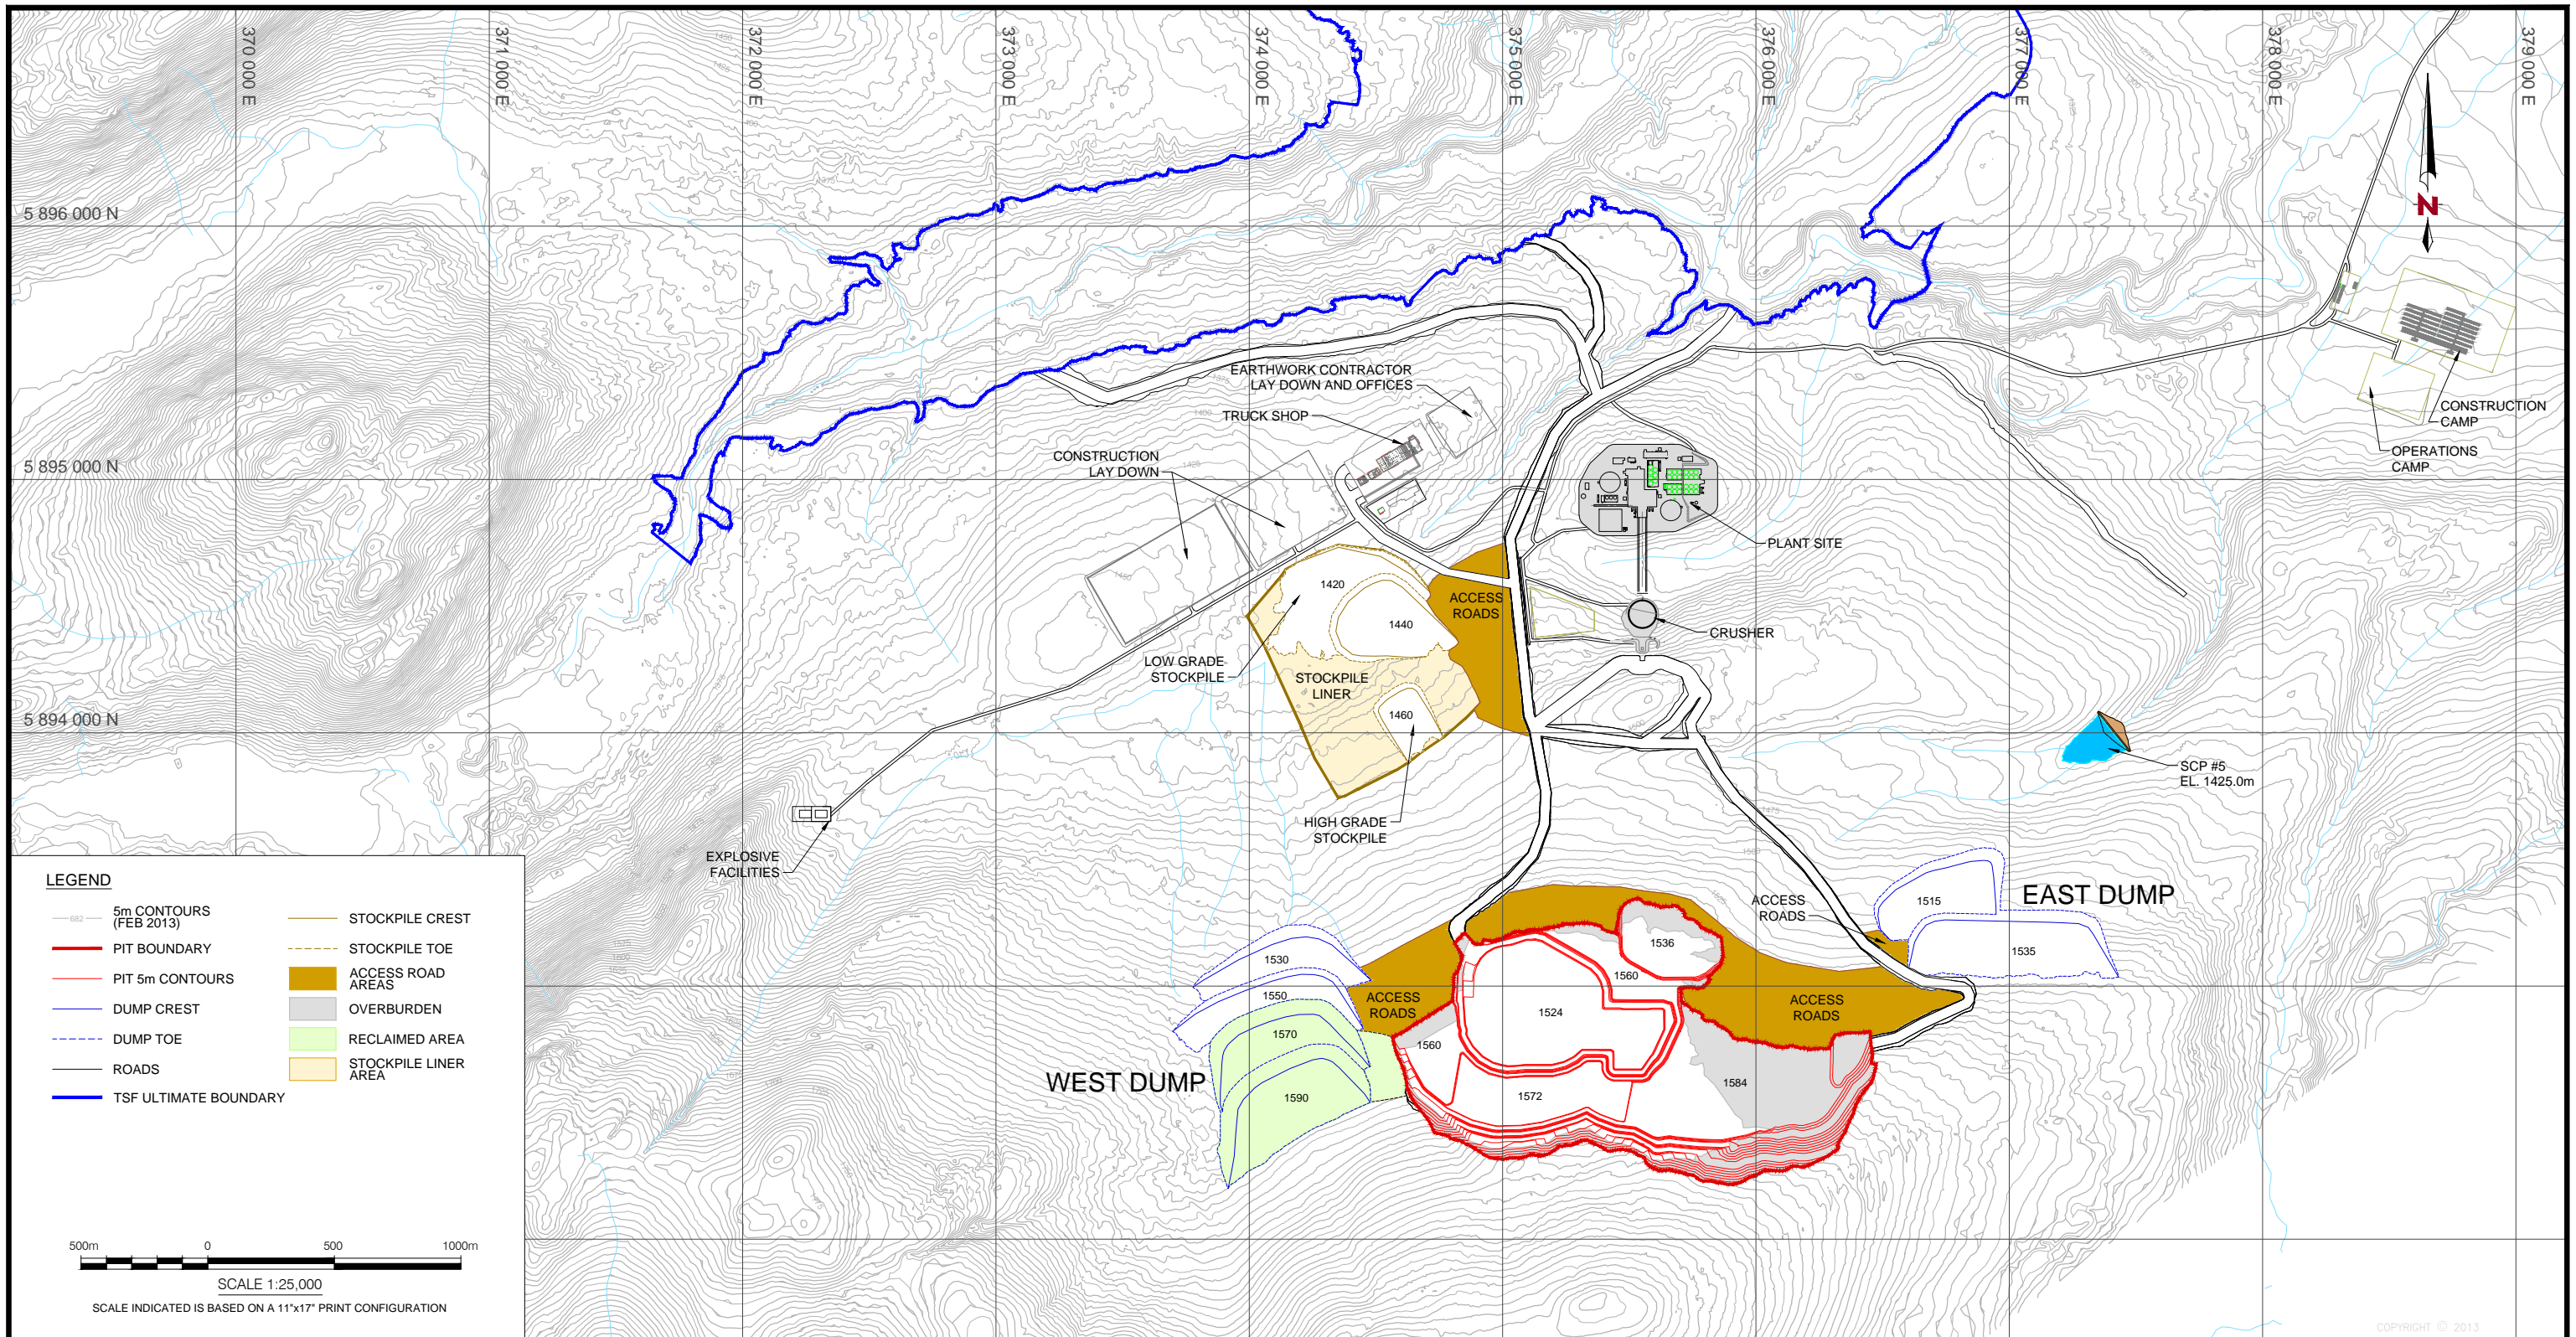 370 000 E
371 000 E
372 000 E
373 000 E
374 000 E
375 000 E
376 000 E
377 000 E
378 000 E
379 000 E
5 896 000 N
N
EARTHWORK CONTRACTOR
LAY DOWN AND OFFICES
TRUCK SHOP
CONSTRUCTION
LAY DOWN
CONSTRUCTION
CAMP
OPERATIONS
CAMP
5 895 000 N
PLANT SITE
1420
ACCESS
ROADS
1440
CRUSHER
LOW GRADE
STOCKPILE
STOCKPILE
LINER
1460
5 894 000 N
SCP #5
EL. 1425.0m
HIGH GRADE
STOCKPILE
EXPLOSIVE
FACILITIES
ACCESS
ROADS
1515
EAST DUMP
1535
1530
1550
1570
1590
WEST DUMP
ACCESS
ROADS
1536
1560
1524
1560
1572
1584
ACCESS
ROADS
LEGEND
682
5m CONTOURS
(FEB 2013)
PIT BOUNDARY
PIT 5m CONTOURS
DUMP CREST
DUMP TOE
ROADS
TSF ULTIMATE BOUNDARY
STOCKPILE CREST
STOCKPILE TOE
ACCESS ROAD
AREAS
OVERBURDEN
RECLAIMED AREA
STOCKPILE LINER
AREA
500m 0 500 1000m
SCALE 1:25,000
SCALE INDICATED IS BASED ON A 11"x17" PRINT CONFIGURATION
COPYRIGHT © 2013